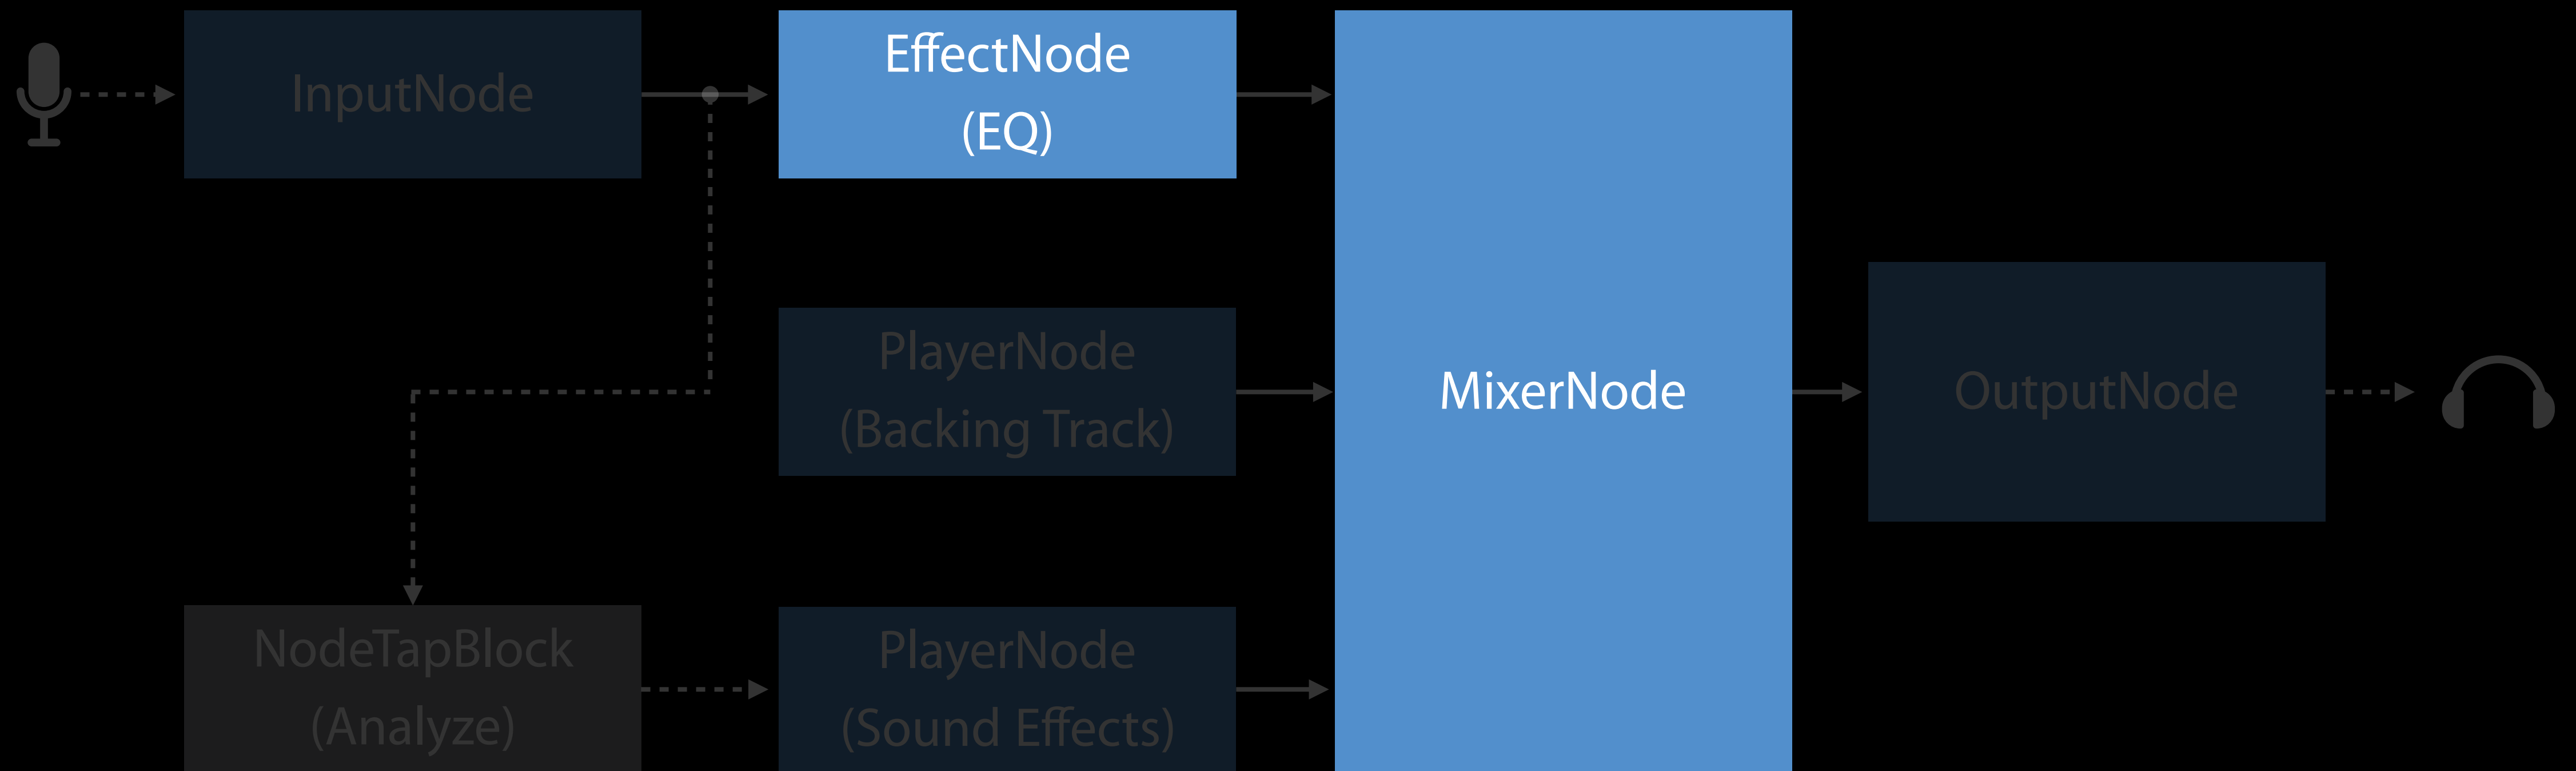 InputNode
EffectNode
(EQ)
PlayerNode
(Backing Track)
MixerNode
OutputNode
NodeTapBlock
(Analyze)
PlayerNode
(Sound Effects)